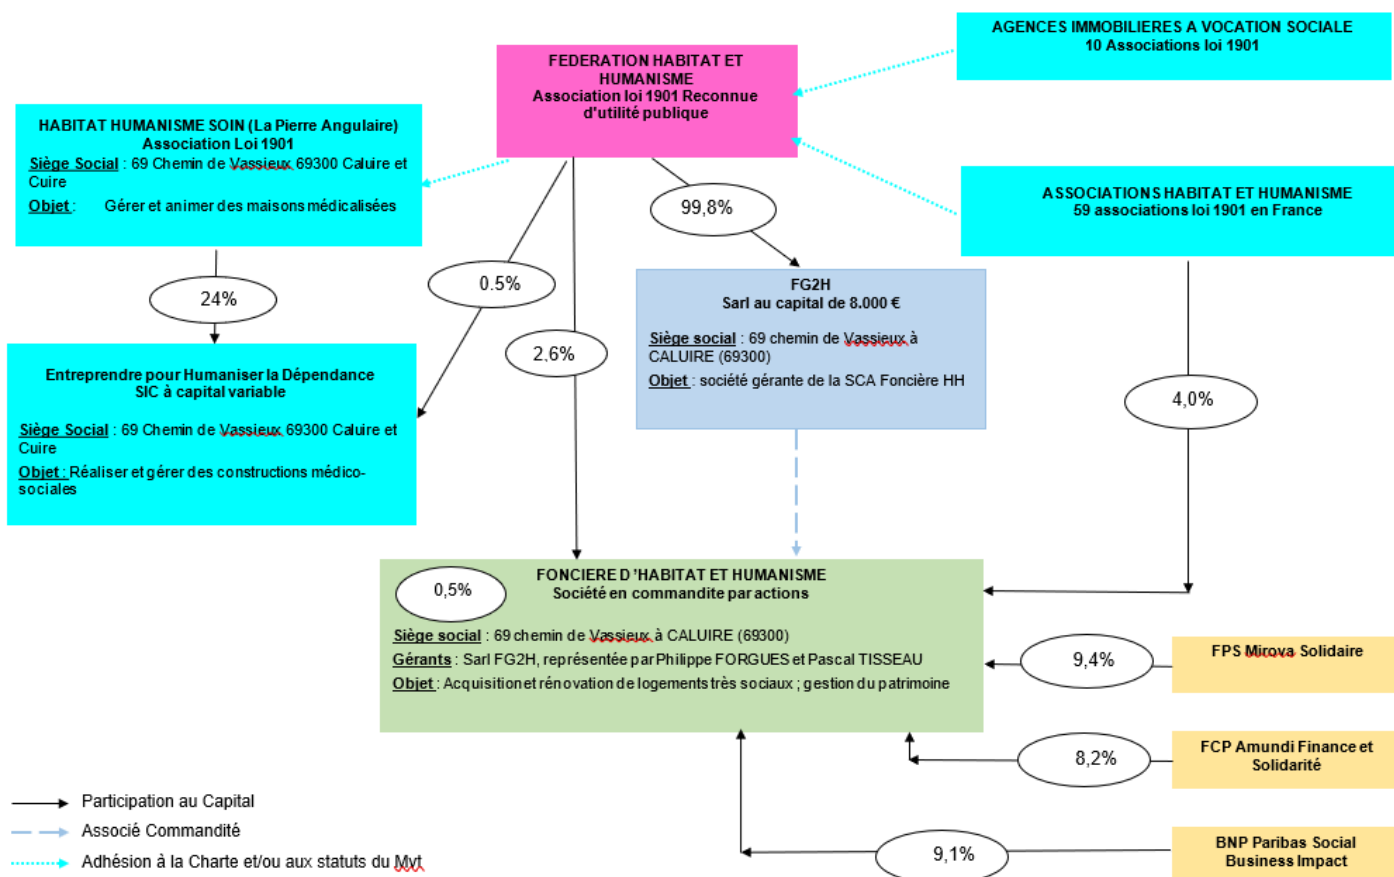 AGENCES IMMOBILIERES A VOCATION SOCIALE
10 Associations loi 1901
FEDERATION HABITAT ET
HUMANISME
Association loi 1901 Reconnue
d'utilité publique
HABITAT HUMANISME SOIN (La Pierre Angulaire)
Association Loi 1901
Siège Social : 69 Chemin de Vassieux 69300 Caluire et
Cuire
Objet : Gérer et animer des maisons médicalisées
ASSOCIATIONS HABITAT ET HUMANISME
59 associations loi 1901 en France
99,8%
24%
0.5%
FG2H
Sarl au capital de 8.000 €
Siège social : 69 chemin de Vassieux à
CALUIRE (69300)
Objet : société gérante de la SCA Foncière HH
2,6%
4,0%
Entreprendre pour Humaniser la Dépendance
SIC à capital variable
Siège Social : 69 Chemin de Vassieux 69300 Caluire et
Cuire
Objet : Réaliser et gérer des constructions médico-
sociales
FONCIERE D'HABITAT ET HUMANISME
Société en commandite par actions
0,5%
Siège social : 69 chemin de Vassieux à CALUIRE (69300)
Gérants : Sarl FG2H, représentée par Philippe FORGUES et Pascal TISSEAU
Objet : Acquisition et rénovation de logements très sociaux ; gestion du patrimoine
9,4%
FPS Mirova Solidaire
8,2%
FCP Amundi Finance et
Solidarité
9,1%
BNP Paribas Social
Business Impact
Participation au Capital
Associé Commandité
Adhésion à la Charte et/ou aux statuts du Mvt